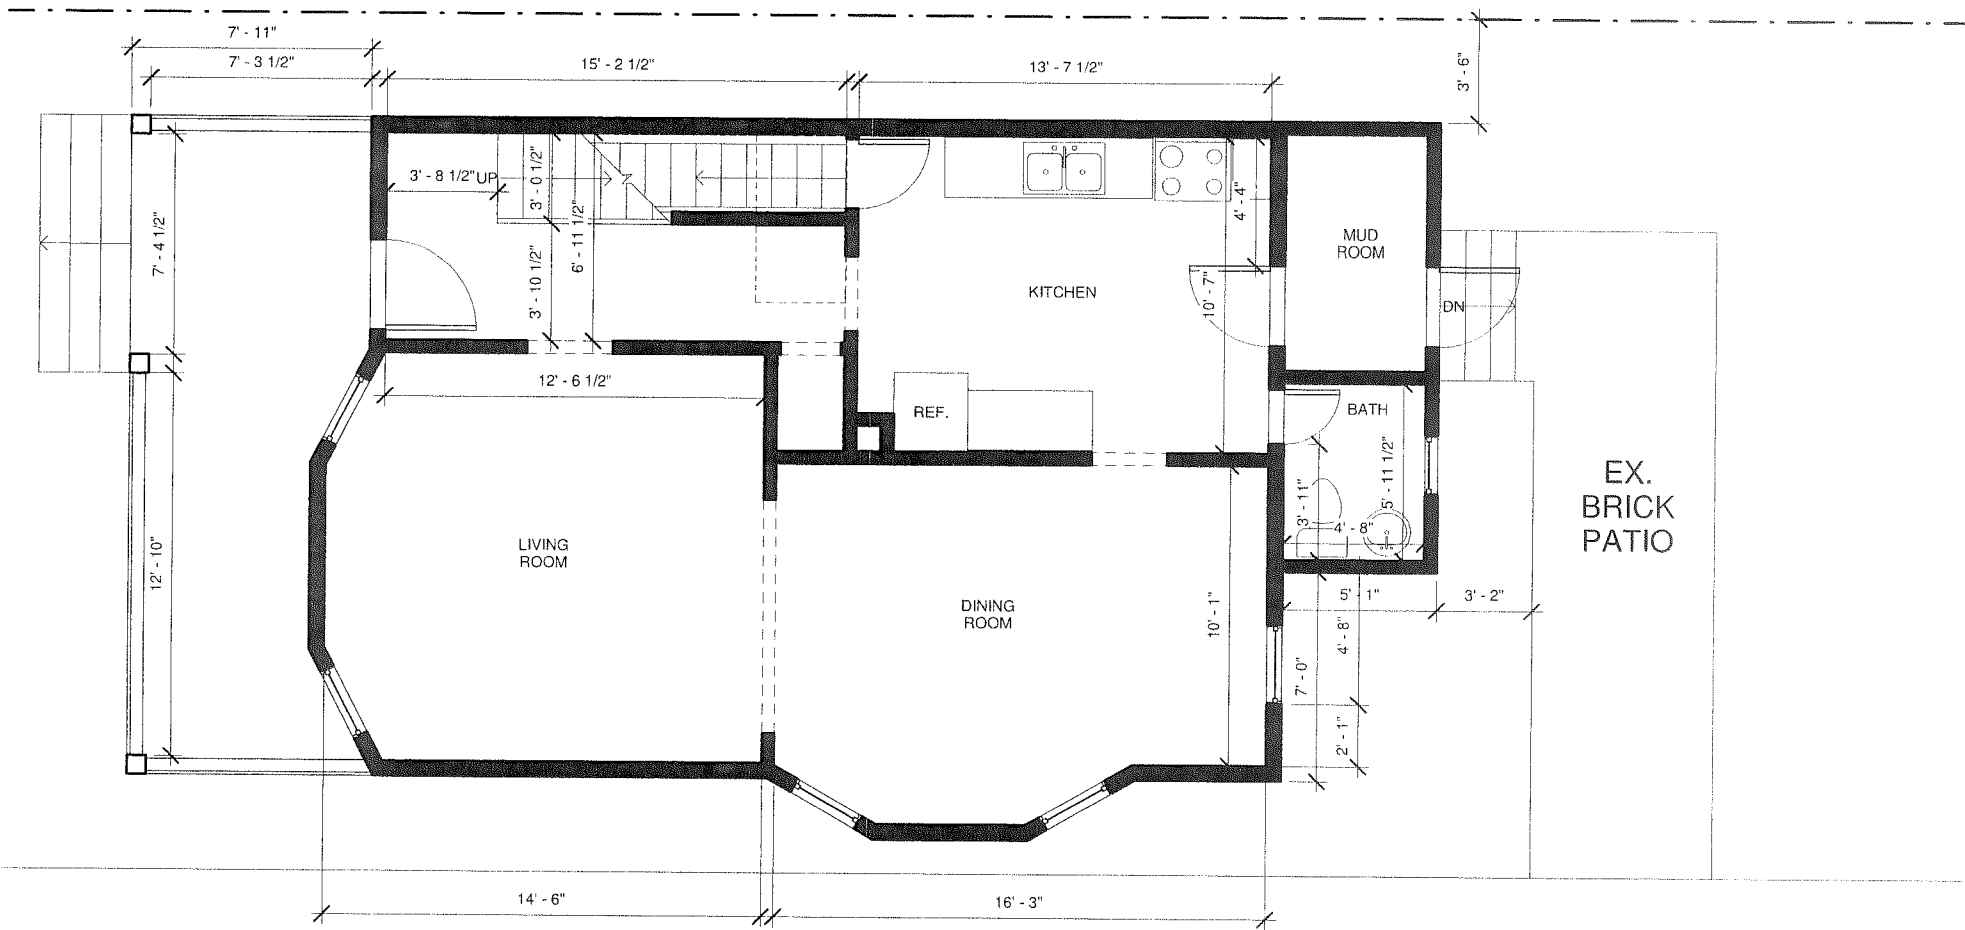 7' - 11"
7' - 3 1/2"
15' - 2 1/2"
13' - 7 1/2"
3' - 6"
3' - 8 1/2"
UP
3' - 0 1/2"
6' - 11 1/2"
3' - 10 1/2"
7' - 4 1/2"
4' - 4"
10' - 7"
KITCHEN
MUD
ROOM
DN
12' - 6 1/2"
REF.
BATH
5' - 11 1/2"
3' - 11"
4' - 8"
EX.
BRICK
PATIO
12' - 10"
LIVING
ROOM
DINING
ROOM
10' - 1"
5' - 1"
3' - 2"
4' - 8"
7' - 0"
2' - 1"
14' - 6"
16' - 3"